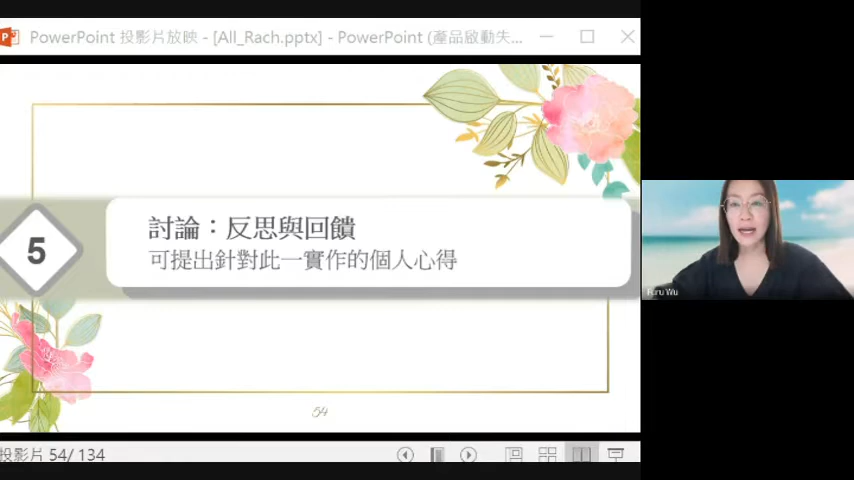 PowerPoint 投影片放映 - [All_Rach.pptx] - PowerPoint (產品啟動失...
5
討論：反思與回饋
可提出針對此一實作的個人心得
54
投影片 54/ 134
Furu Wu